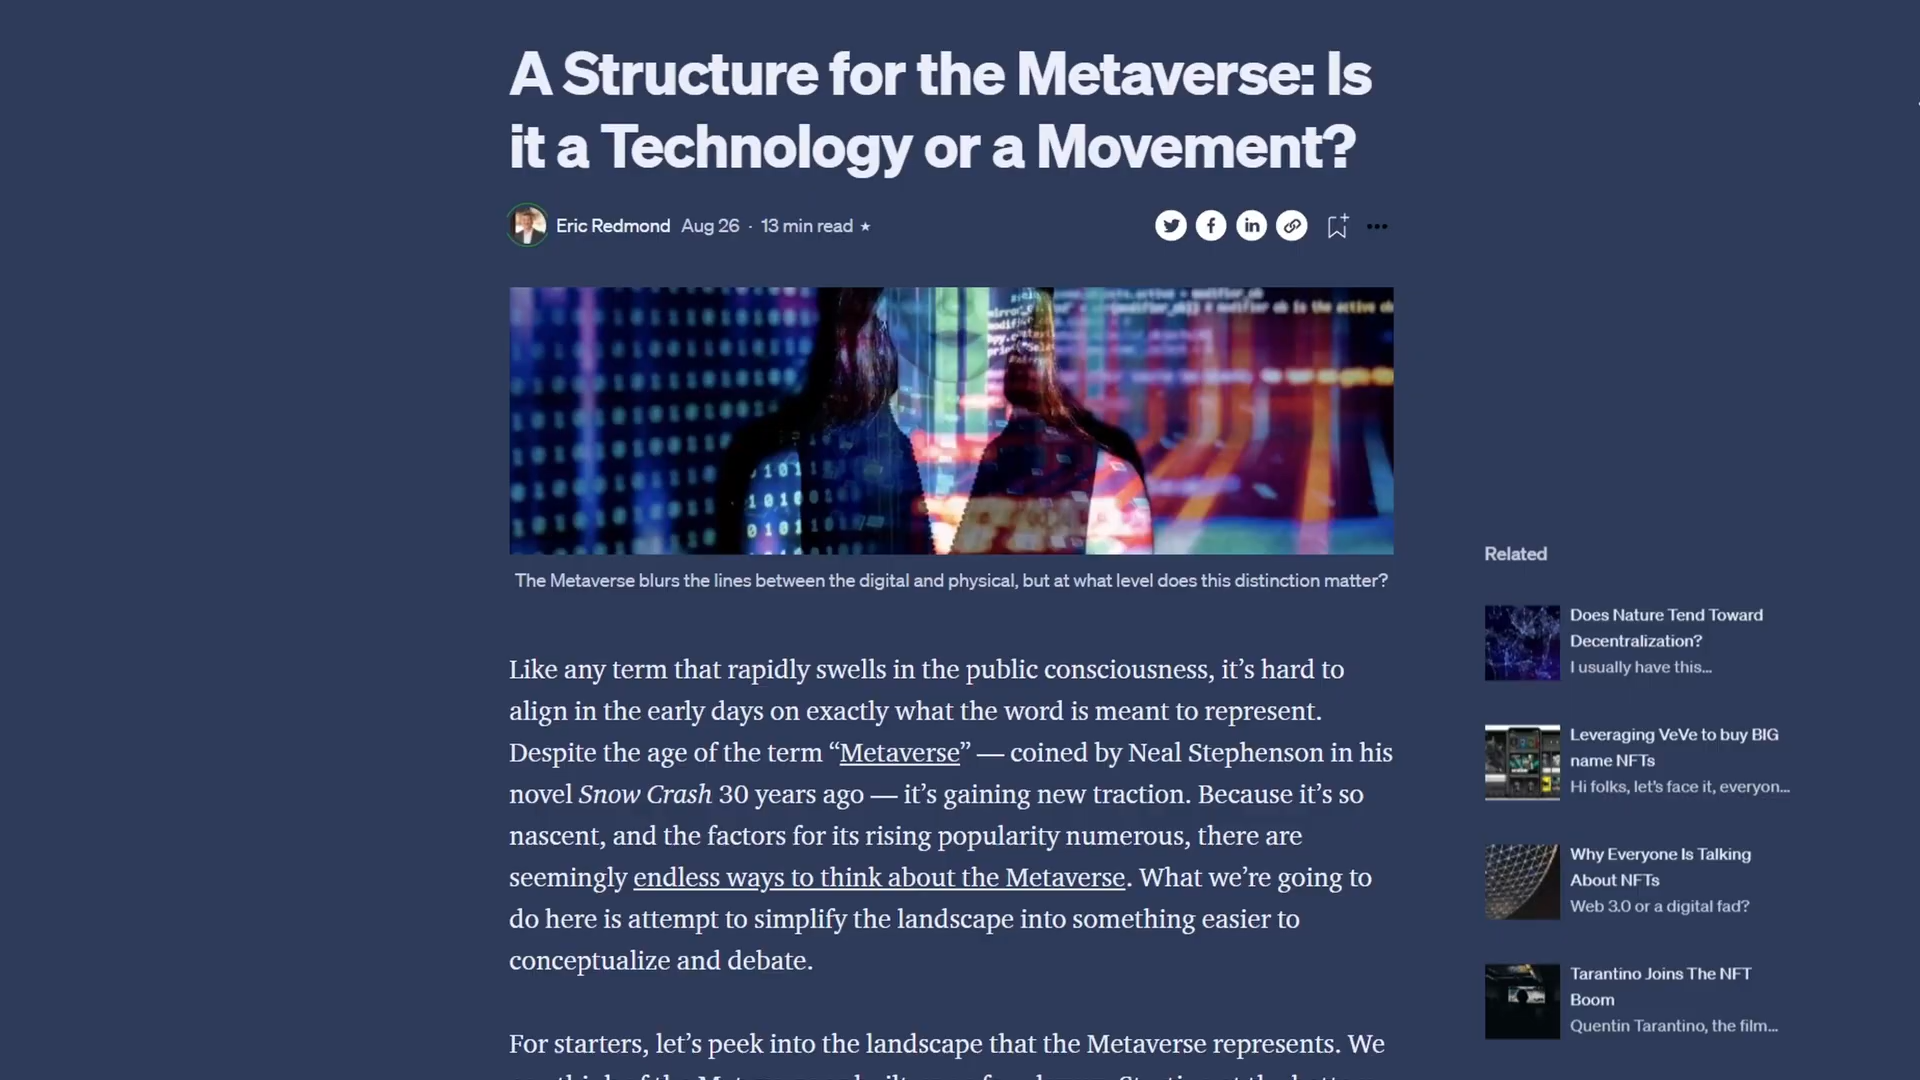 A Structure for the Metaverse: Is
it a Technology or a Movement?
Eric Redmond Aug 26 · 13 min read ★
The Metaverse blurs the lines between the digital and physical, but at what level does this distinction matter?
Like any term that rapidly swells in the public consciousness, it’s hard to
align in the early days on exactly what the word is meant to represent.
Despite the age of the term “Metaverse” — coined by Neal Stephenson in his
novel Snow Crash 30 years ago — it’s gaining new traction. Because it’s so
nascent, and the factors for its rising popularity numerous, there are
seemingly endless ways to think about the Metaverse. What we’re going to
do here is attempt to simplify the landscape into something easier to
conceptualize and debate.
For starters, let’s peek into the landscape that the Metaverse represents. We
Related
Does Nature Tend Toward
Decentralization?
I usually have this...
Leveraging VeVe to buy BIG
name NFTs
Hi folks, let’s face it, everyon...
Why Everyone Is Talking
About NFTs
Web 3.0 or a digital fad?
Tarantino Joins The NFT
Boom
Quentin Tarantino, the film...